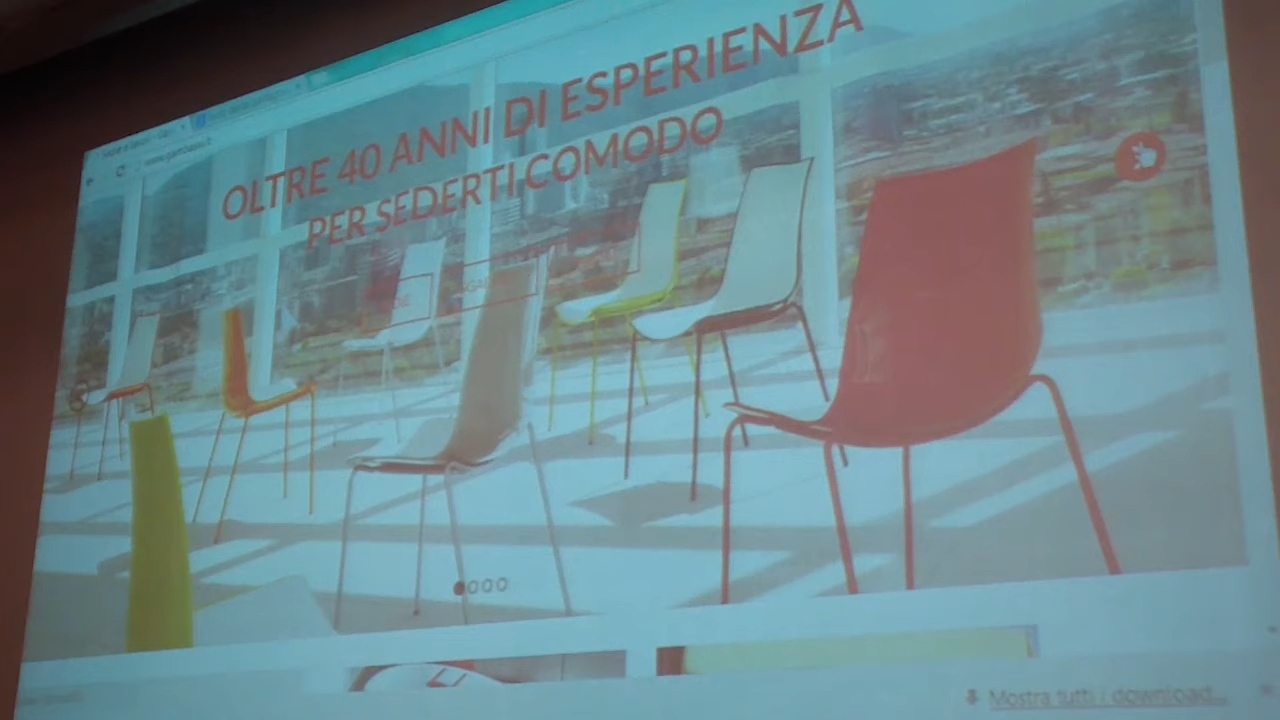 OLTRE 40 ANNI DI ESPERIENZA
PER SEDERTI COMODO
Mostra tutti i download...